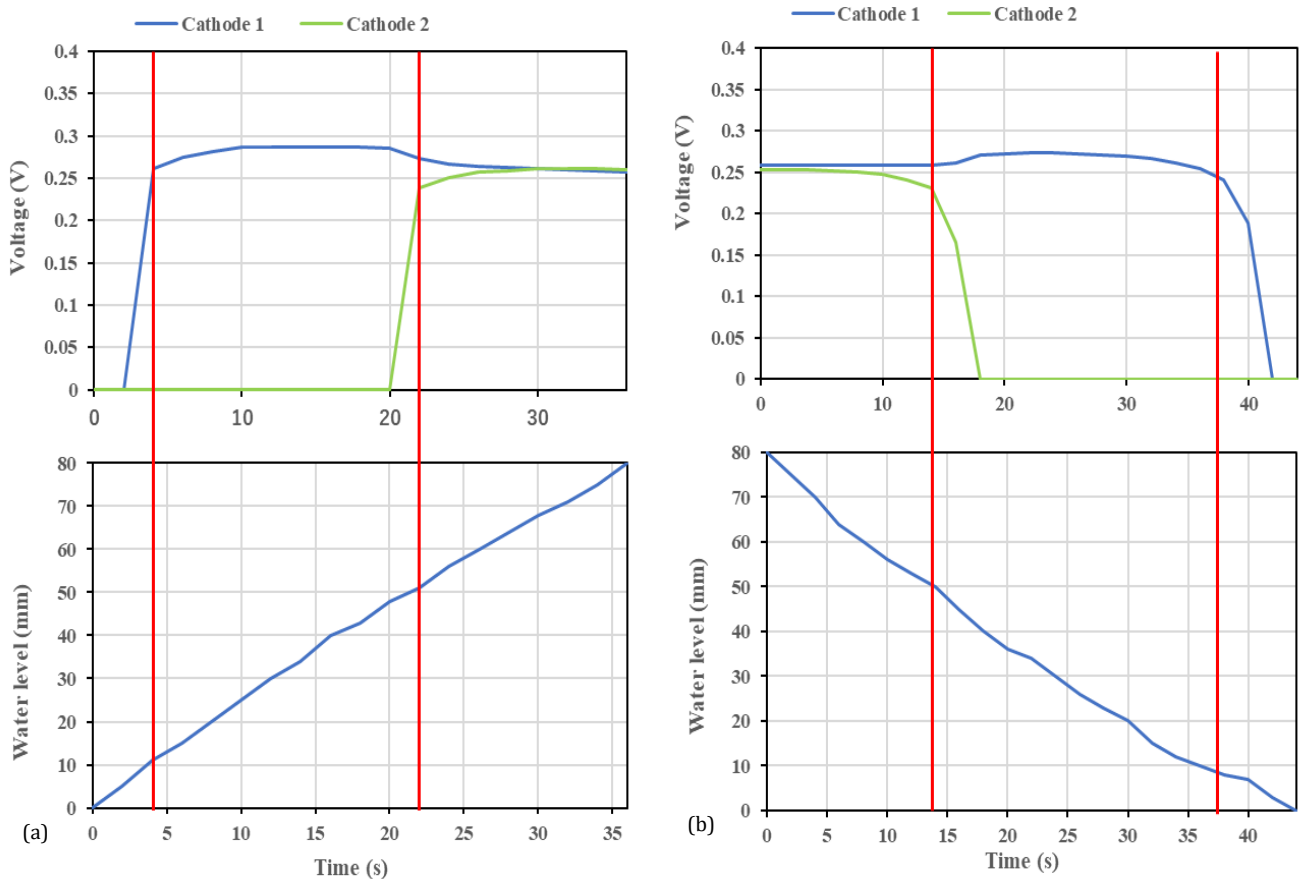 Cathode 1 Cathode 2
Voltage (V)
0.4
0.35
0.3
0.25
0.2
0.15
0.1
0.05
0
0 10 20 30
Water level (mm)
80
70
60
50
40
30
20
10
0
0 5 10 15 20 25 30 35
Time (s)
(a)
Cathode 1 Cathode 2
Voltage (V)
0.4
0.35
0.3
0.25
0.2
0.15
0.1
0.05
0
0 10 20 30 40
Water level (mm)
80
70
60
50
40
30
20
10
0
0 5 10 15 20 25 30 35 40
Time (s)
(b)